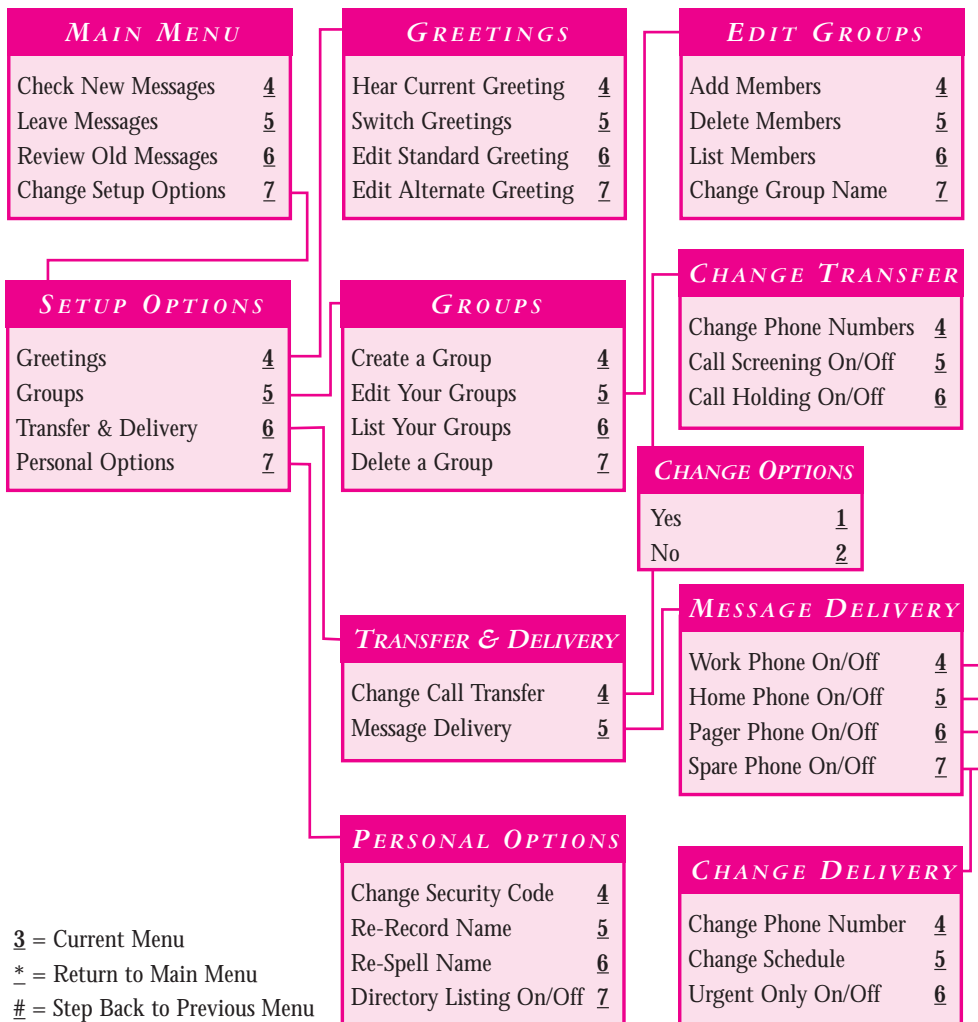 MAIN MENU
Check New Messages 4
Leave Messages 5
Review Old Messages 6
Change Setup Options 7
GREETINGS
Hear Current Greeting 4
Switch Greetings 5
Edit Standard Greeting 6
Edit Alternate Greeting 7
EDIT GROUPS
Add Members 4
Delete Members 5
List Members 6
Change Group Name 7
SETUP OPTIONS
Greetings 4
Groups 5
Transfer & Delivery 6
Personal Options 7
GROUPS
Create a Group 4
Edit Your Groups 5
List Your Groups 6
Delete a Group 7
CHANGE TRANSFER
Change Phone Numbers 4
Call Screening On/Off 5
Call Holding On/Off 6
CHANGE OPTIONS
Yes 1
No 2
TRANSFER & DELIVERY
Change Call Transfer 4
Message Delivery 5
MESSAGE DELIVERY
Work Phone On/Off 4
Home Phone On/Off 5
Pager Phone On/Off 6
Spare Phone On/Off 7
PERSONAL OPTIONS
Change Security Code 4
Re-Record Name 5
Re-Spell Name 6
Directory Listing On/Off 7
CHANGE DELIVERY
Change Phone Number 4
Change Schedule 5
Urgent Only On/Off 6
3 = Current Menu
* = Return to Main Menu
# = Step Back to Previous Menu